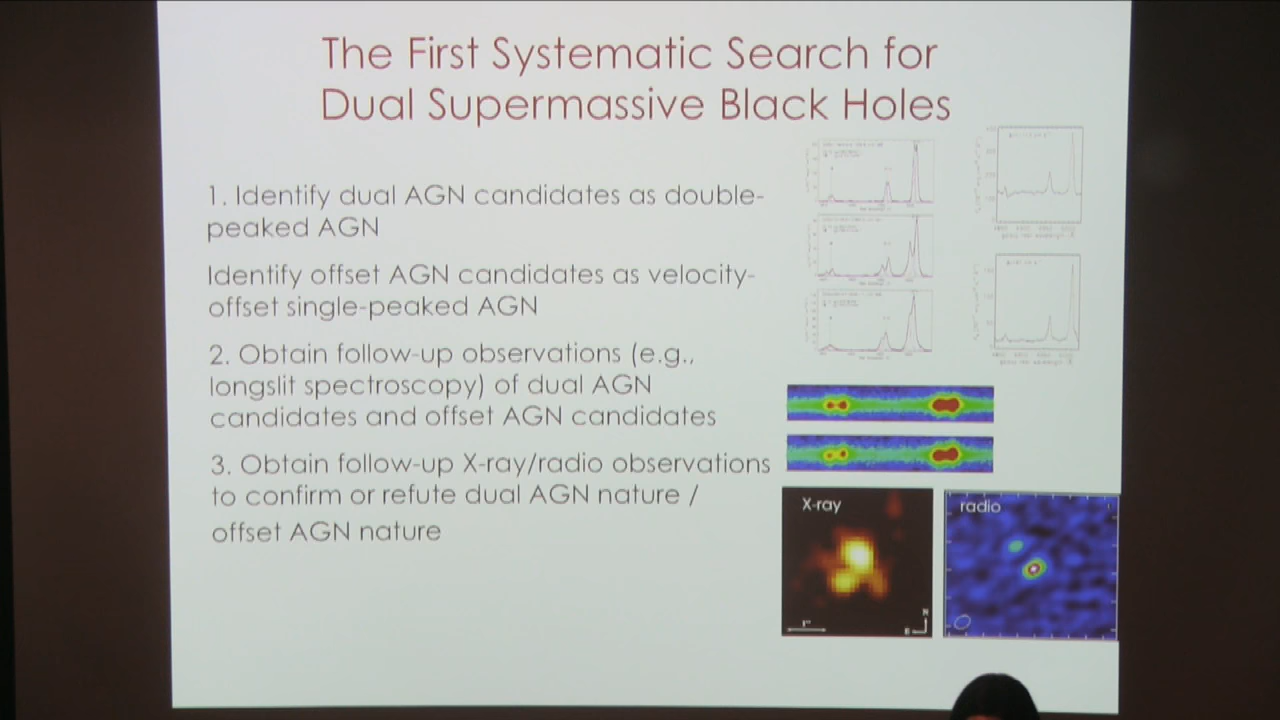 The First Systematic Search for
Dual Supermassive Black Holes
1. Identify dual AGN candidates as double-
peaked AGN
Identify offset AGN candidates as velocity-
offset single-peaked AGN
2. Obtain follow-up observations (e.g.,
longslit spectroscopy) of dual AGN
candidates and offset AGN candidates
3. Obtain follow-up X-ray/radio observations
to confirm or refute dual AGN nature /
offset AGN nature
X-ray
radio
1"
N
E